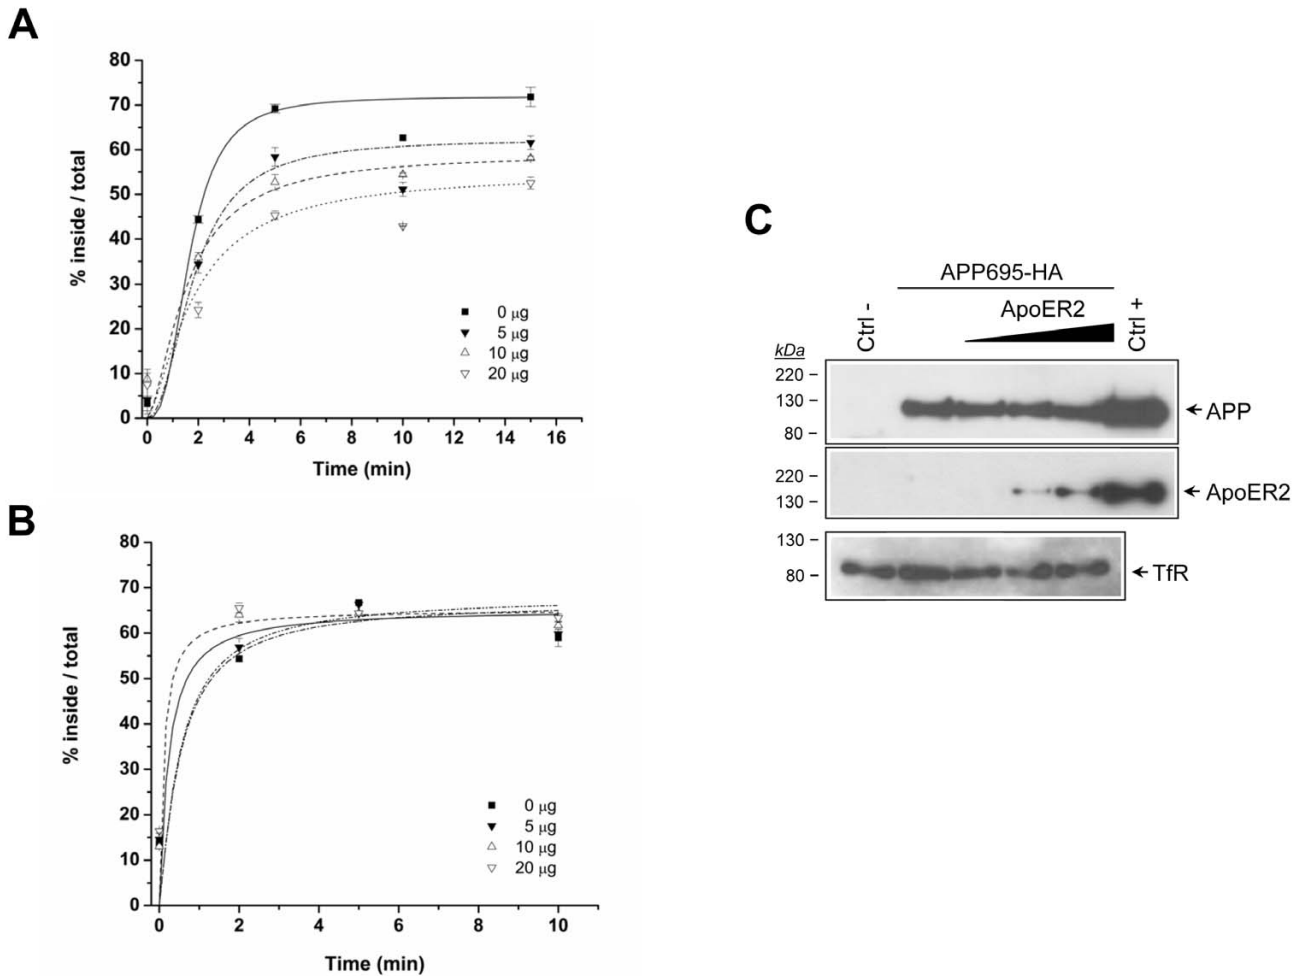 A
80
70
60
50
40
30
20
10
0
% inside / total
0 μg
5 μg
10 μg
20 μg
0 2 4 6 8 10 12 14 16
Time (min)
B
80
70
60
50
40
30
20
10
0
% inside / total
0 μg
5 μg
10 μg
20 μg
0 2 4 6 8 10
Time (min)
C
APP695-HA
Ctrl -
ApoER2
Ctrl +
kDa
220
130
80
APP
220
130
ApoER2
130
80
TfR